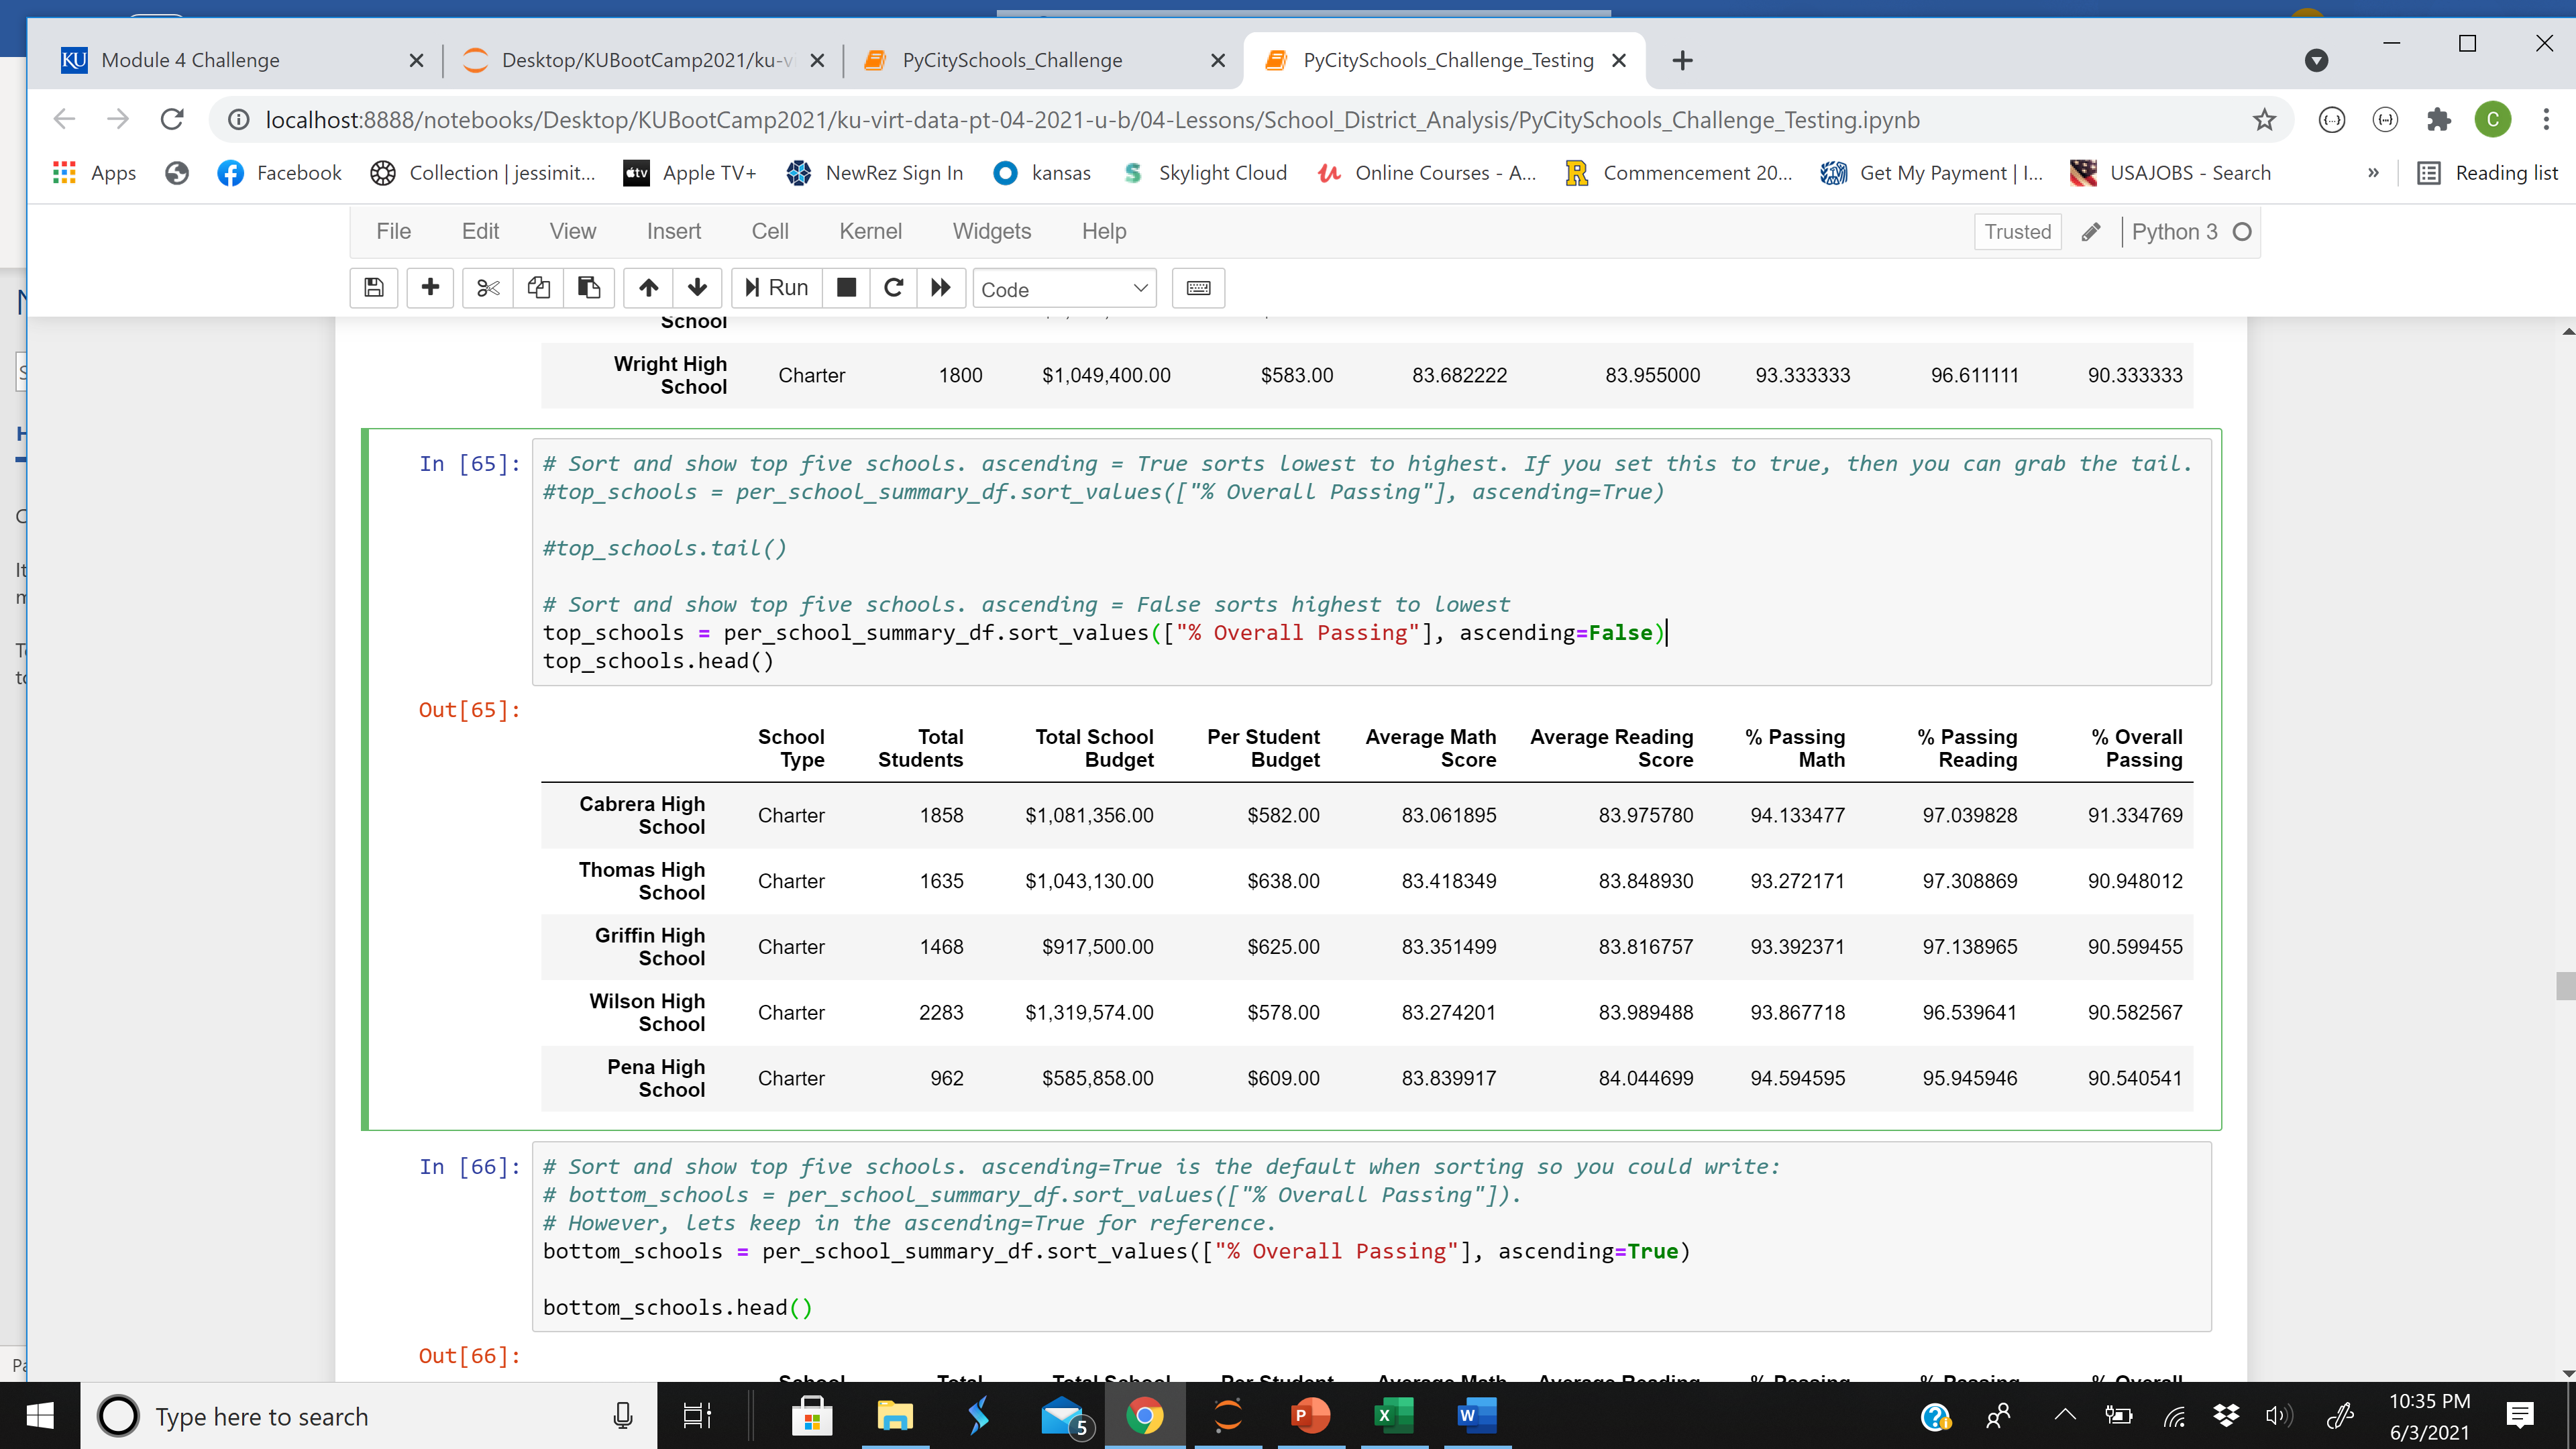 KU Module 4 Challenge
Desktop/KUBootCamp2021/ku-v
PyCitySchools_Challenge
PyCitySchools_Challenge_Testing
localhost:8888/notebooks/Desktop/KUBootCamp2021/ku-virt-data-pt-04-2021-u-b/04-Lessons/School_District_Analysis/PyCitySchools_Challenge_Testing.ipynb
C
Apps Facebook Collection | jessimit... tv Apple TV+ NewRez Sign In kansas S Skylight Cloud Online Courses - A... R Commencement 20... Get My Payment | I... USAJOBS - Search » Reading list
File Edit View Insert Cell Kernel Widgets Help Trusted Python 3
Run Code
School
Wright High School Charter 1800 $1,049,400.00 $583.00 83.682222 83.955000 93.333333 96.611111 90.333333
In [65]: # Sort and show top five schools. ascending = True sorts lowest to highest. If you set this to true, then you can grab the tail.
#top_schools = per_school_summary_df.sort_values(["% Overall Passing"], ascending=True)
#top_schools.tail()
# Sort and show top five schools. ascending = False sorts highest to lowest
top_schools = per_school_summary_df.sort_values(["% Overall Passing"], ascending=False)
top_schools.head()
Out[65]:
School Type Total Students Total School Budget Per Student Budget Average Math Score Average Reading Score % Passing Math % Passing Reading % Overall Passing
Cabrera High School Charter 1858 $1,081,356.00 $582.00 83.061895 83.975780 94.133477 97.039828 91.334769
Thomas High School Charter 1635 $1,043,130.00 $638.00 83.418349 83.848930 93.272171 97.308869 90.948012
Griffin High School Charter 1468 $917,500.00 $625.00 83.351499 83.816757 93.392371 97.138965 90.599455
Wilson High School Charter 2283 $1,319,574.00 $578.00 83.274201 83.989488 93.867718 96.539641 90.582567
Pena High School Charter 962 $585,858.00 $609.00 83.839917 84.044699 94.594595 95.945946 90.540541
In [66]: # Sort and show top five schools. ascending=True is the default when sorting so you could write:
# bottom_schools = per_school_summary_df.sort_values(["% Overall Passing"]).
# However, lets keep in the ascending=True for reference.
bottom_schools = per_school_summary_df.sort_values(["% Overall Passing"], ascending=True)
bottom_schools.head()
Out[66]:
School Total Total School Per Student Average Math Average Reading % Passing % Passing % Overall
Type here to search
5
P X W
10:35 PM
6/3/2021